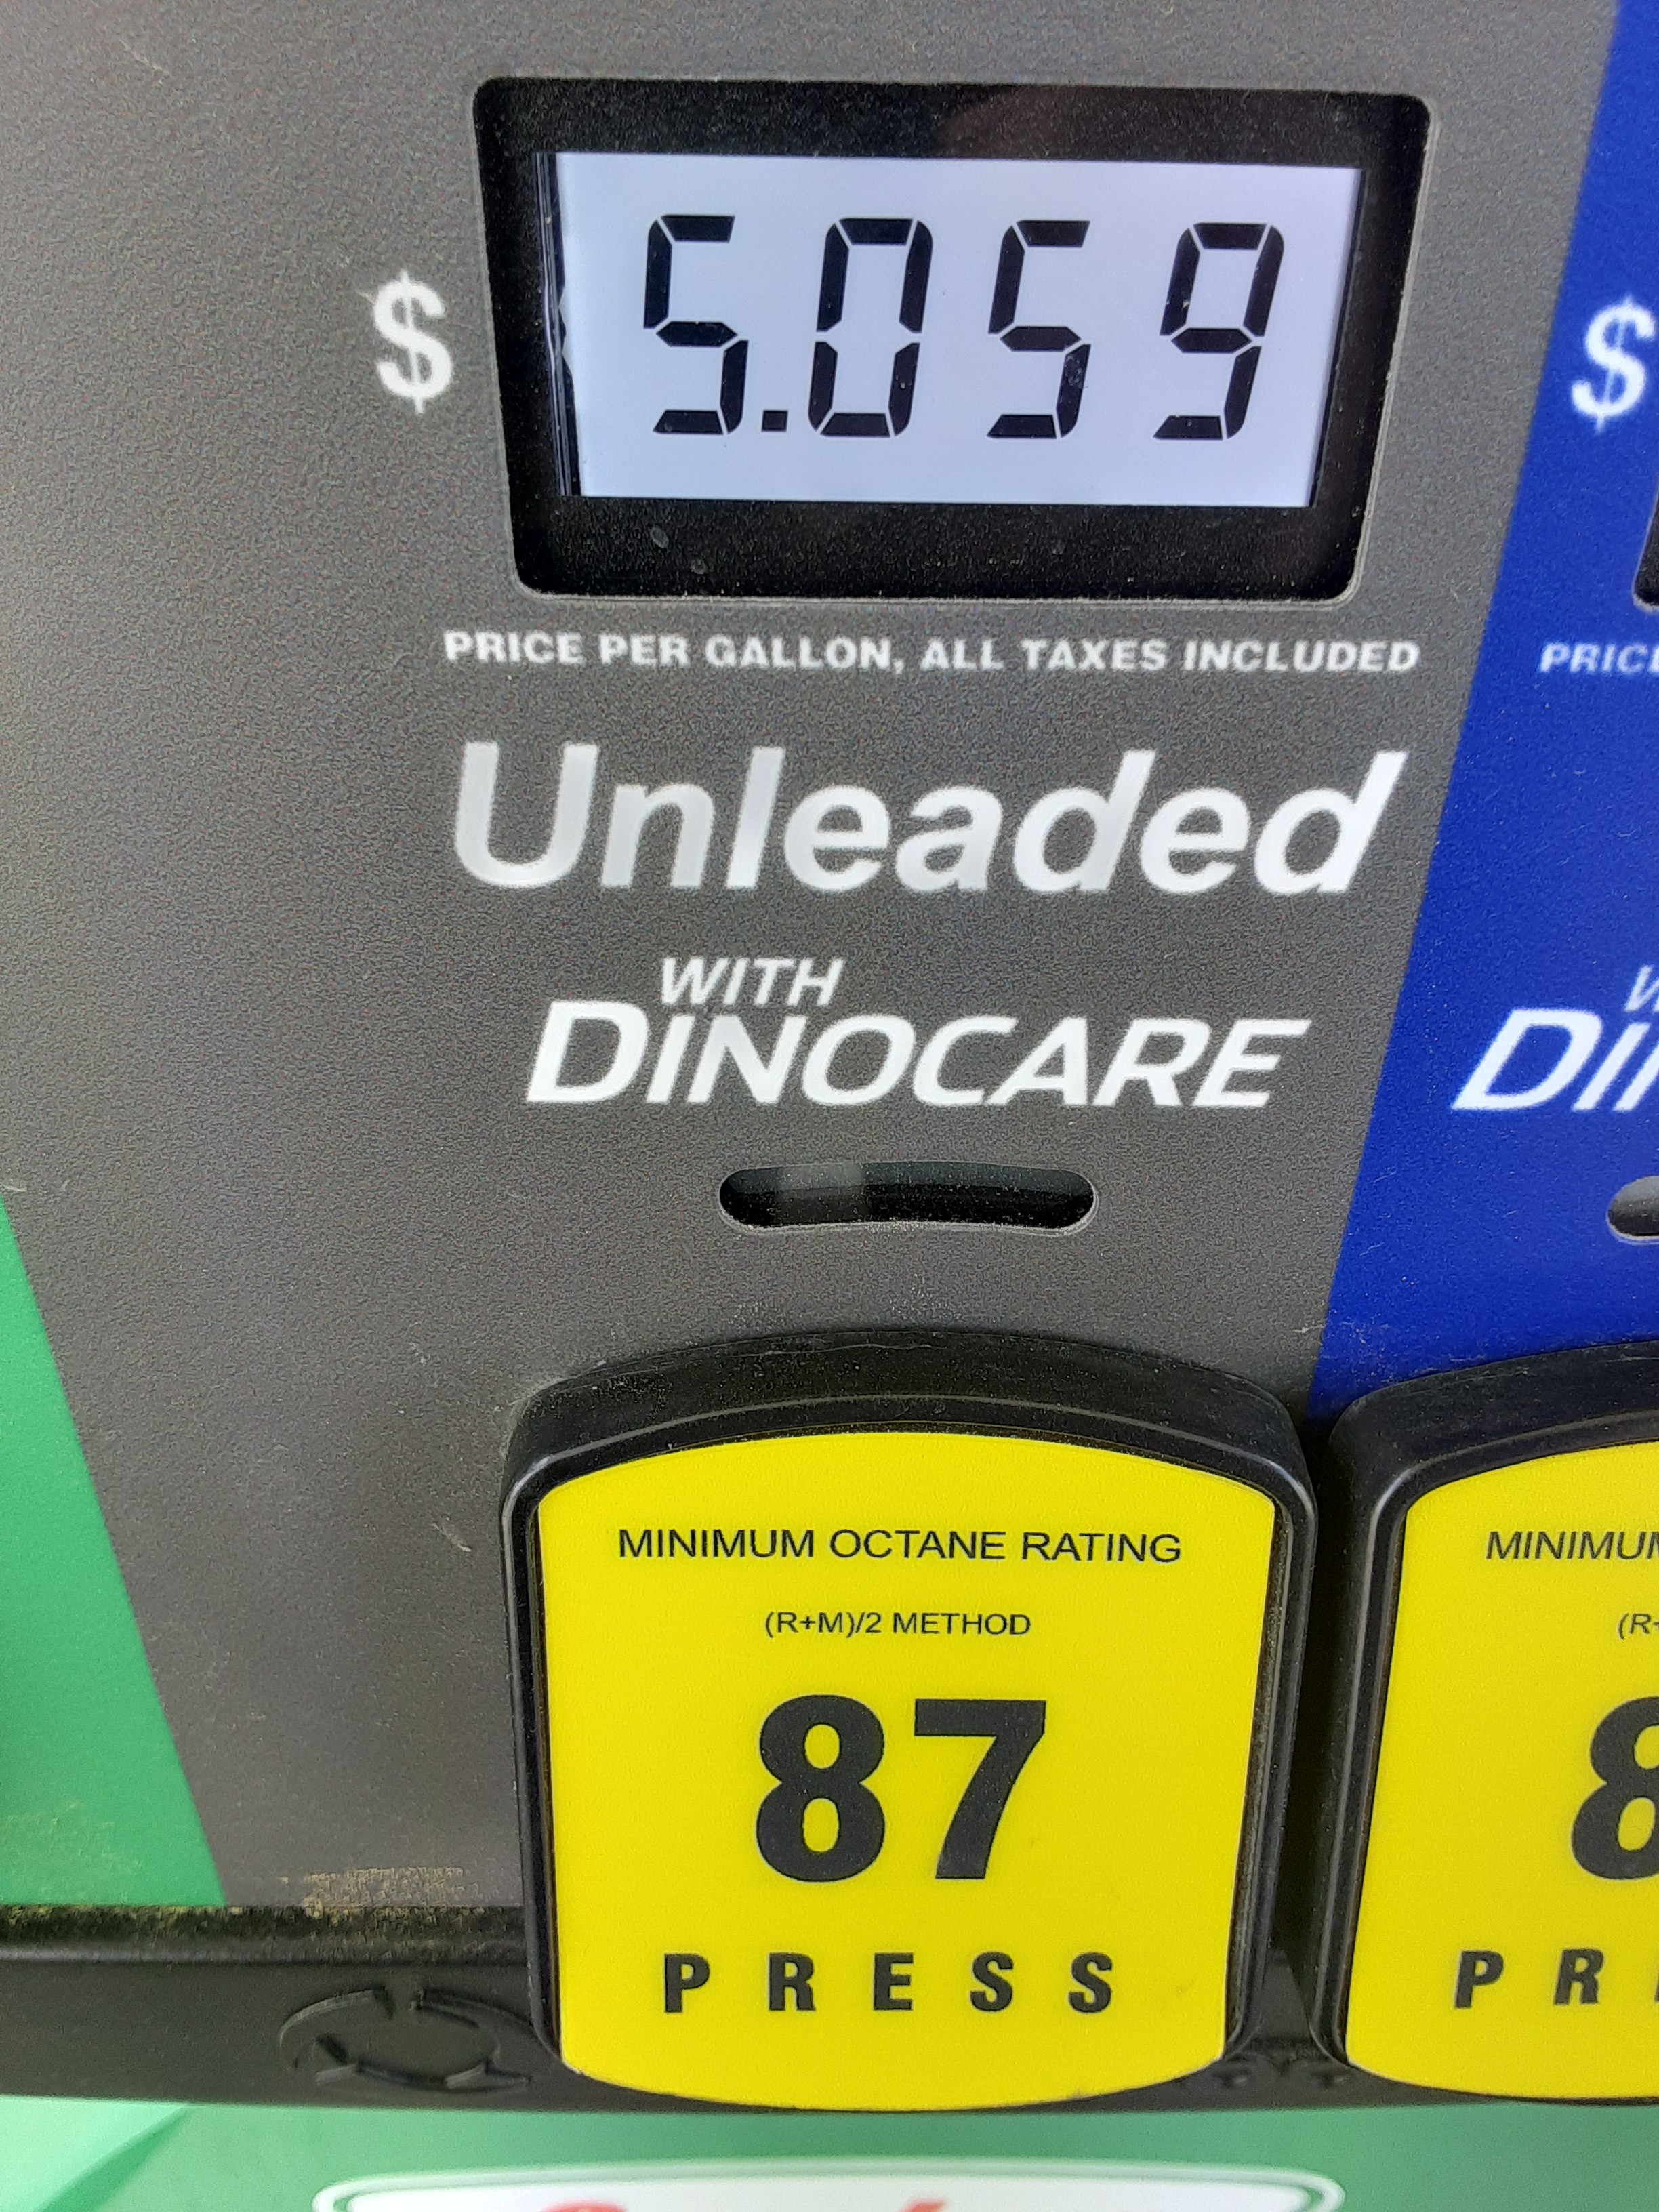 $ 5.059
PRICE PER GALLON, ALL TAXES INCLUDED
Unleaded
WITH
DINOCARE
MINIMUM OCTANE RATING
(R+M)/2 METHOD
87
PRESS
$